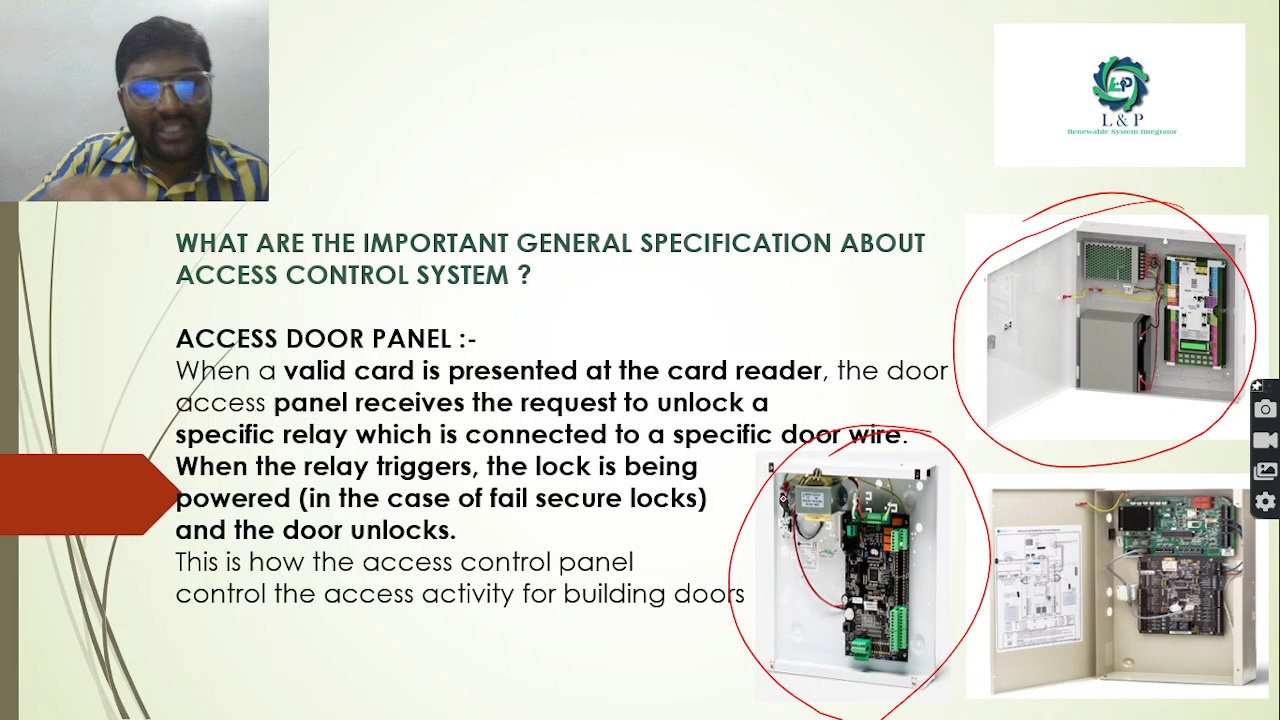 L&P
L & P
Renewable System Integrator
WHAT ARE THE IMPORTANT GENERAL SPECIFICATION ABOUT
ACCESS CONTROL SYSTEM ?
ACCESS DOOR PANEL :-
When a valid card is presented at the card reader, the door
access panel receives the request to unlock a
specific relay which is connected to a specific door wire.
When the relay triggers, the lock is being
powered (in the case of fail secure locks)
and the door unlocks.
This is how the access control panel
control the access activity for building doors